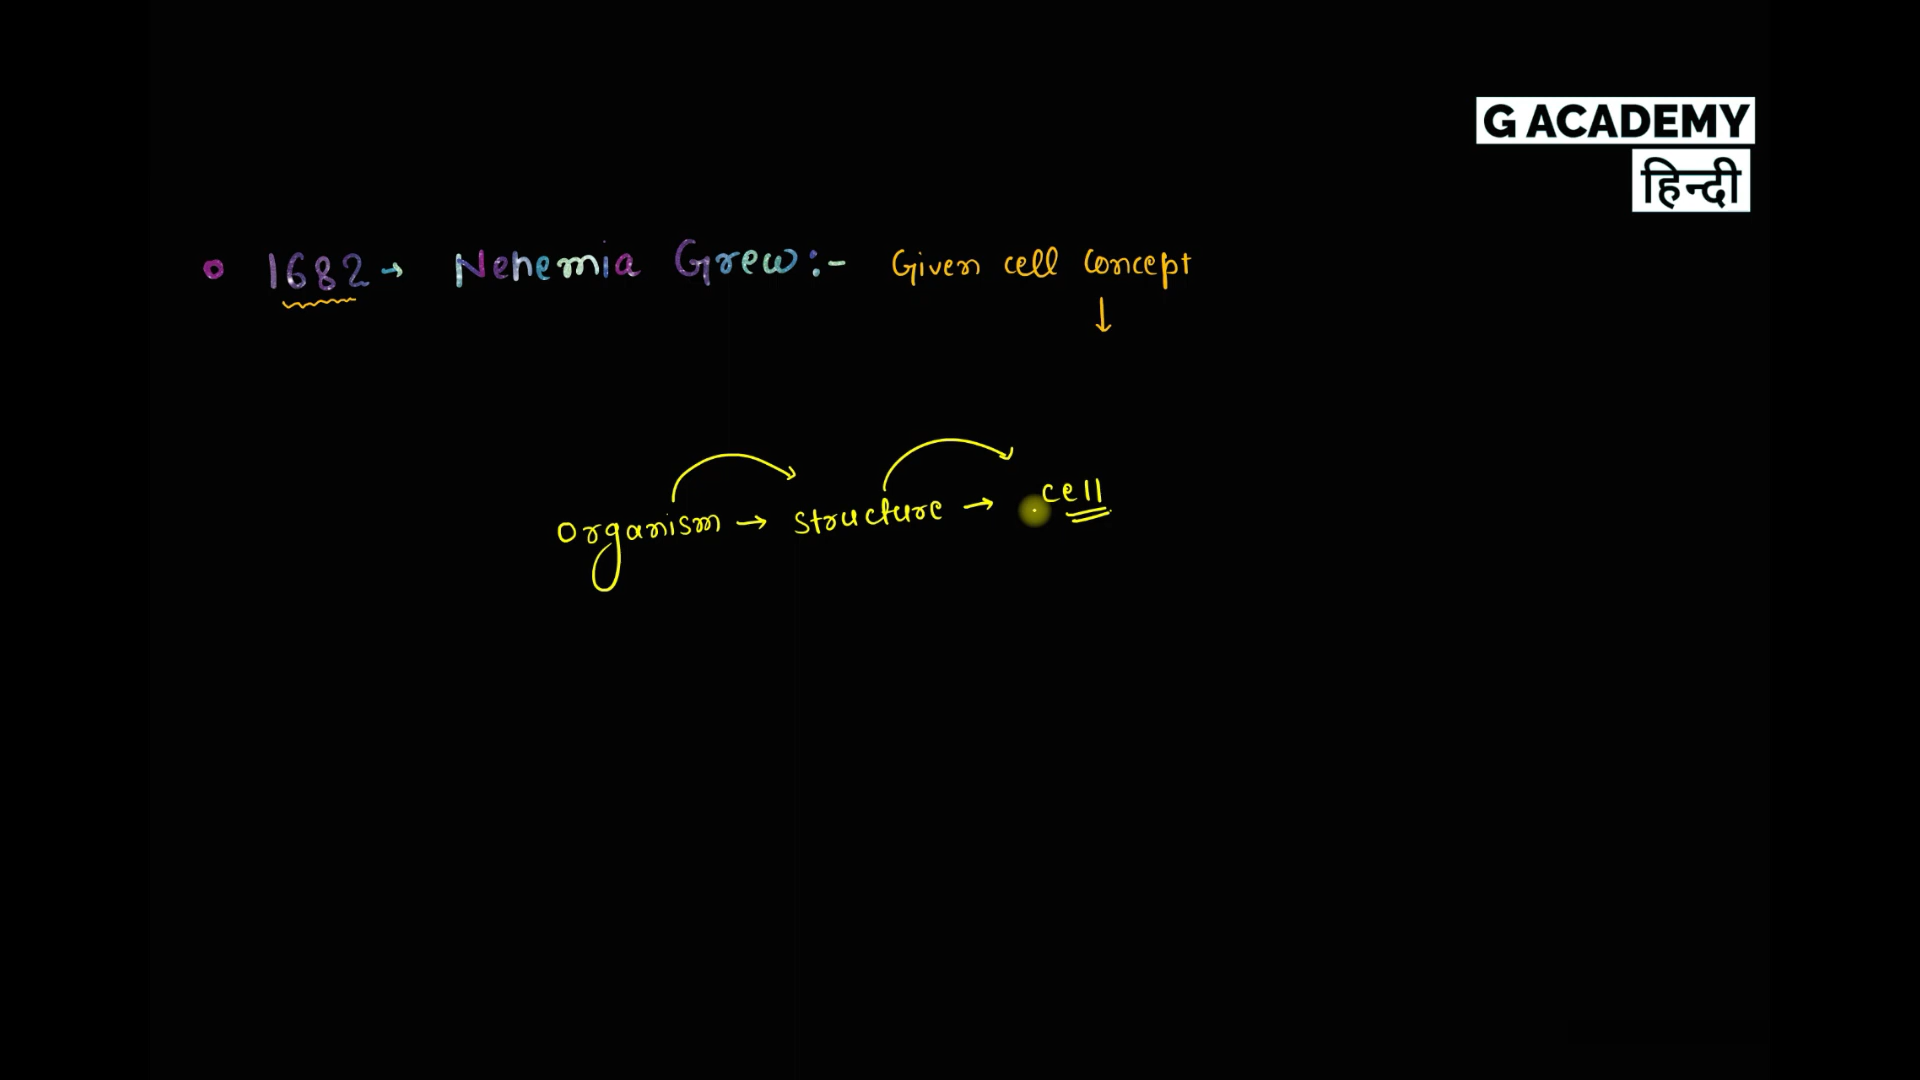 G ACADEMY
हिन्दी
1682 → Nehemia Grew:- Given cell concept
↓
Organism → structure → cell